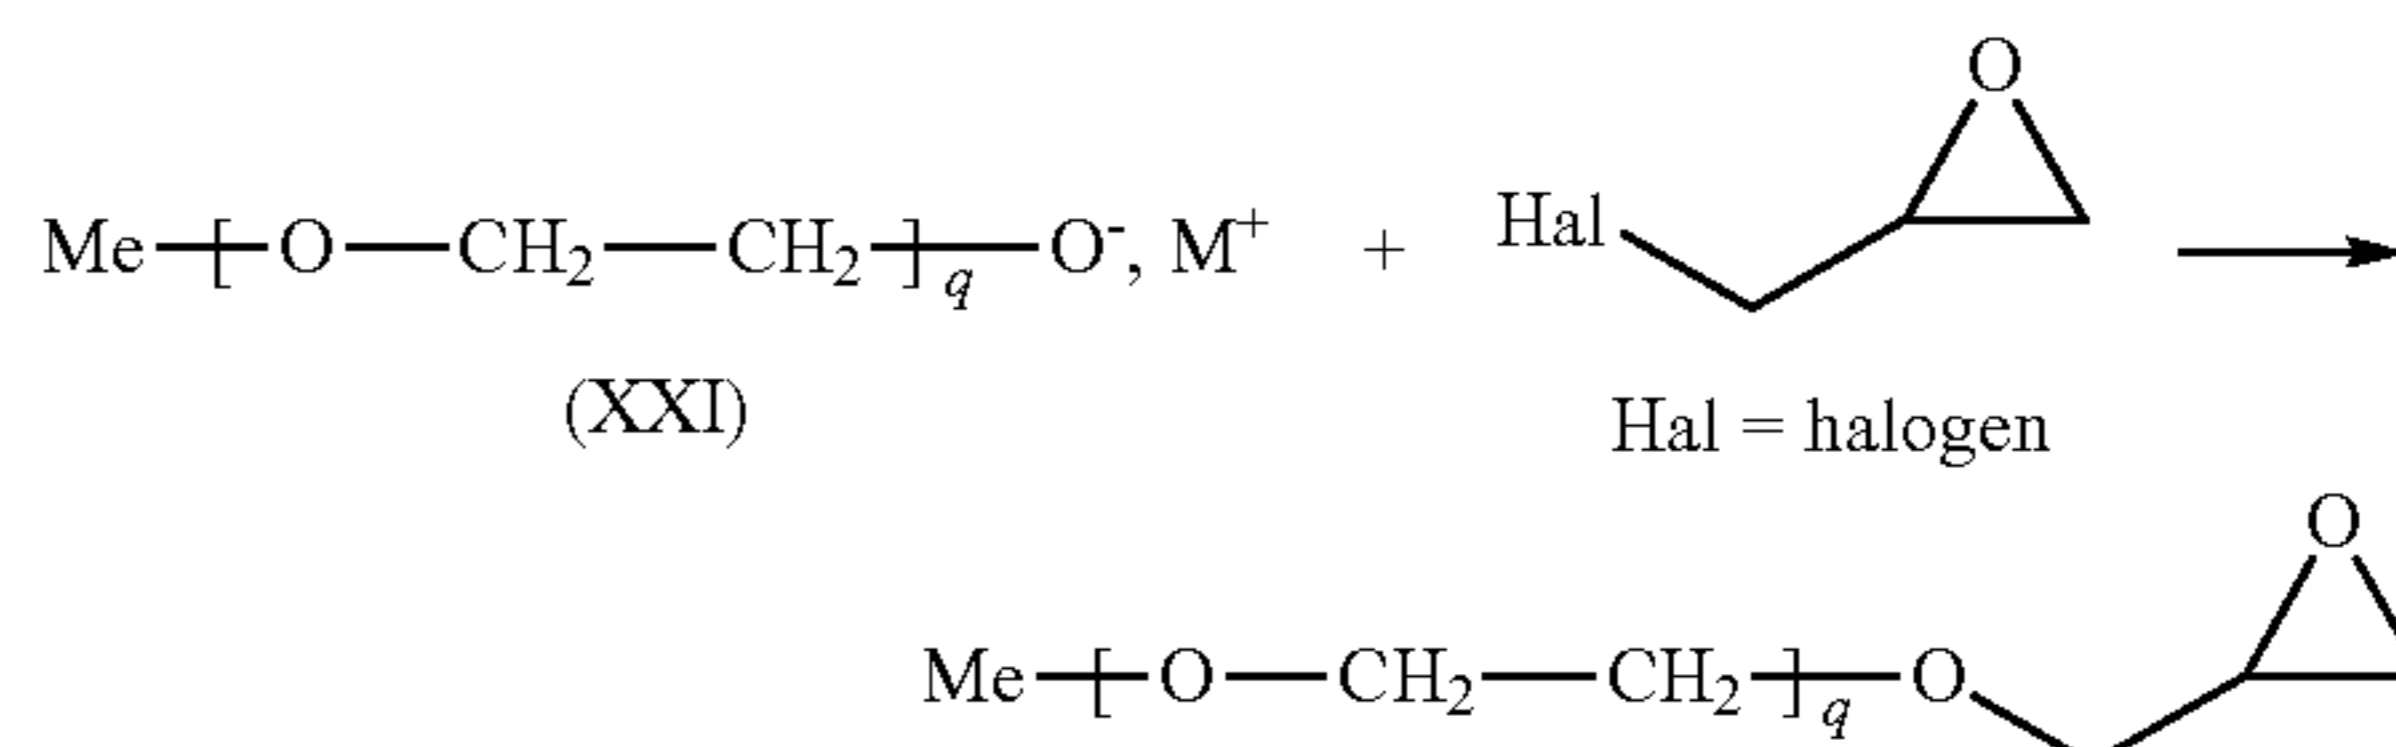 O
Me—[—O—CH₂—CH₂—]q—O⁻, M⁺ + Hal
(XXI)
Hal = halogen
O
Me—[—O—CH₂—CH₂—]q—O